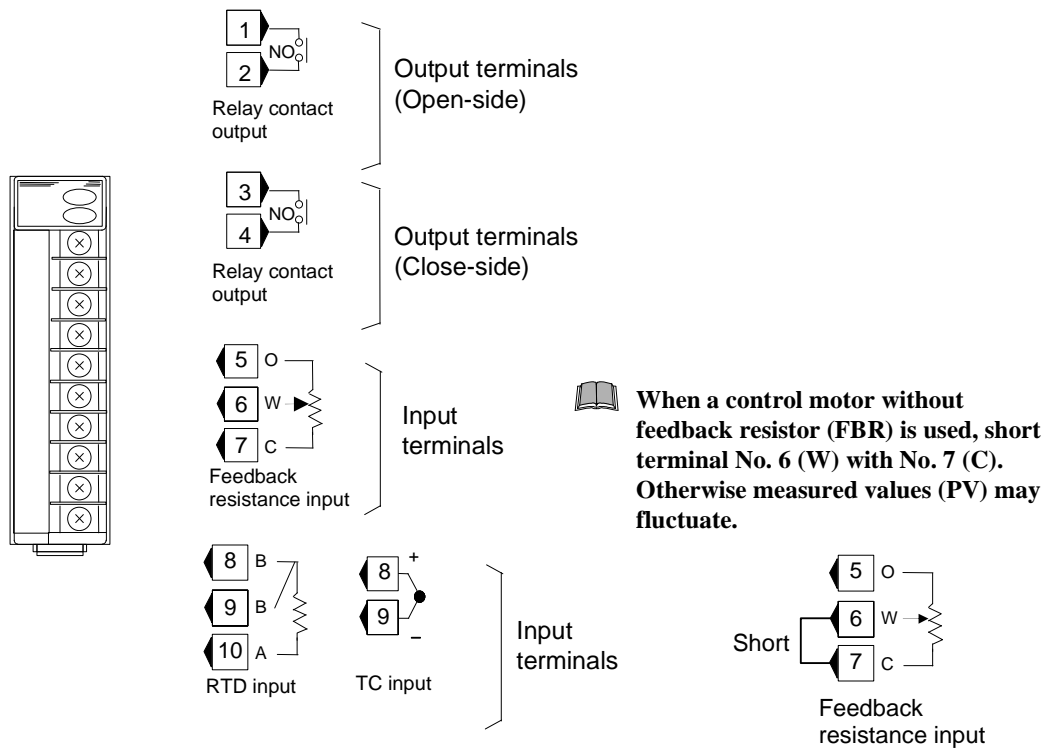 1
NO
2
Relay contact
output
Output terminals
(Open-side)
3
NO
4
Relay contact
output
Output terminals
(Close-side)
5 O
6 W
7 C
Feedback
resistance input
Input
terminals
When a control motor without
feedback resistor (FBR) is used, short
terminal No. 6 (W) with No. 7 (C).
Otherwise measured values (PV) may
fluctuate.
8 B
9 B
10 A
RTD input
8 +
9 −
TC input
Input
terminals
Short
5 O
6 W
7 C
Feedback
resistance input